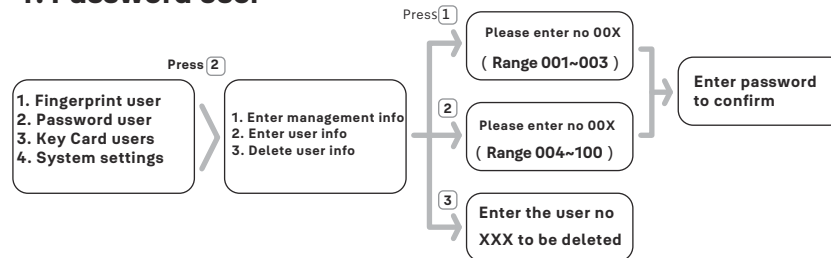 Press 2
1. Fingerprint user
2. Password user
3. Key Card users
4. System settings
1. Enter management info
2. Enter user info
3. Delete user info
Press 1
Please enter no 00X
( Range 001~003 )
2
Please enter no 00X
( Range 004~100 )
3
Enter the user no
XXX to be deleted
Enter password
to confirm